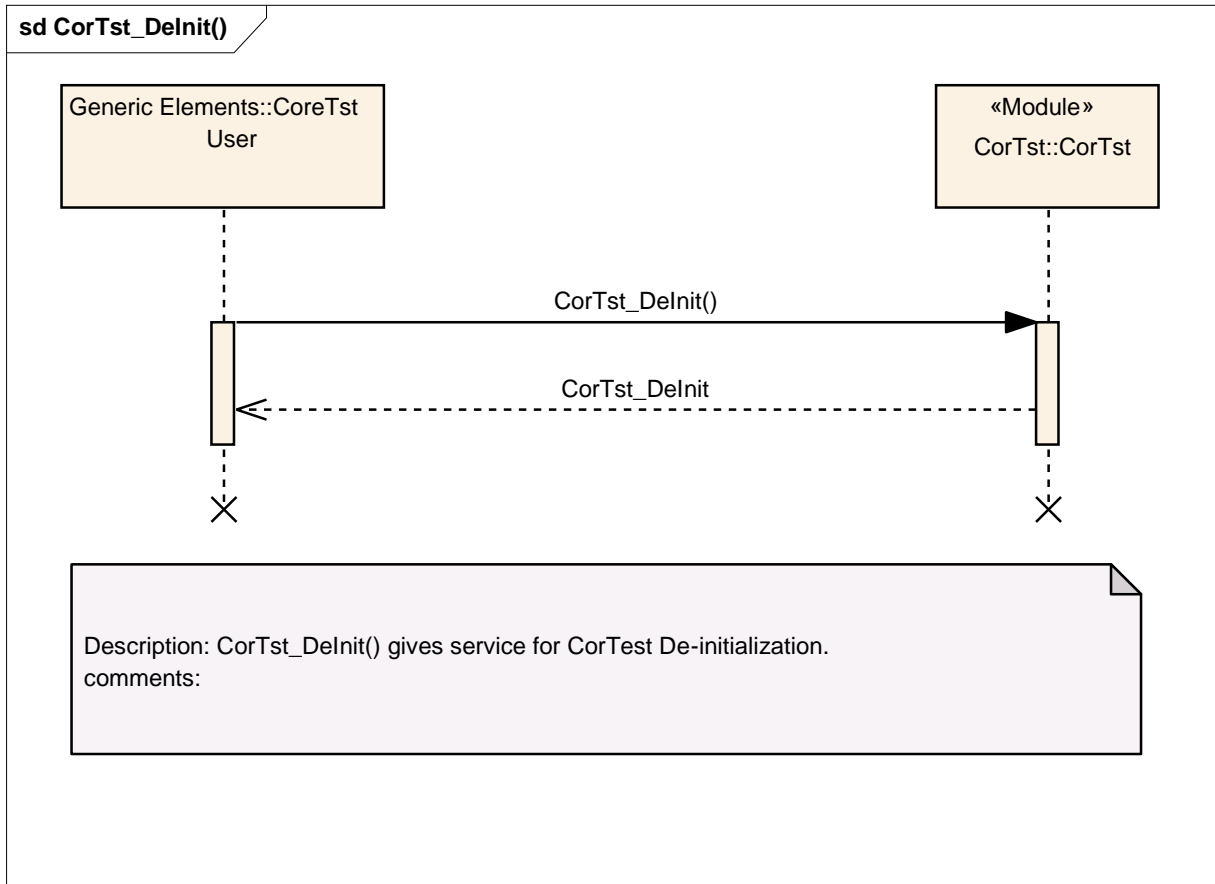 sd CorTst_DeInit()
Generic Elements::CoreTst
User
«Module»
CorTst::CorTst
CorTst_DeInit()
CorTst_DeInit
Description: CorTst_DeInit() gives service for CorTest De-initialization.
comments: